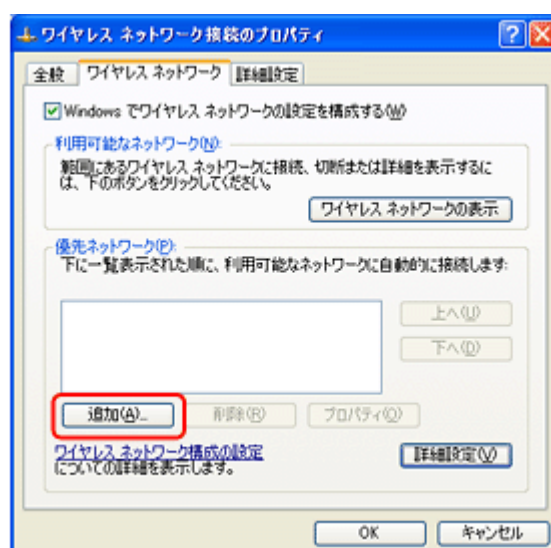 ワイヤレス ネットワーク接続のプロパティ
全般 ワイヤレス ネットワーク 詳細設定
Windows でワイヤレス ネットワークの設定を構成する(W)
利用可能なネットワーク(N):
範囲にあるワイヤレス ネットワークに接続、切断または詳細を表示するに
は、下のボタンをクリックしてください。
ワイヤレス ネットワークの表示
優先ネットワーク(P):
下に一覧表示された順に、利用可能なネットワークに自動的に接続します:
上へ(U)
下へ(D)
追加(A)... 削除(R) プロパティ(O)
ワイヤレス ネットワーク構成の設定
についての詳細を表示します。
詳細設定(V)
OK キャンセル